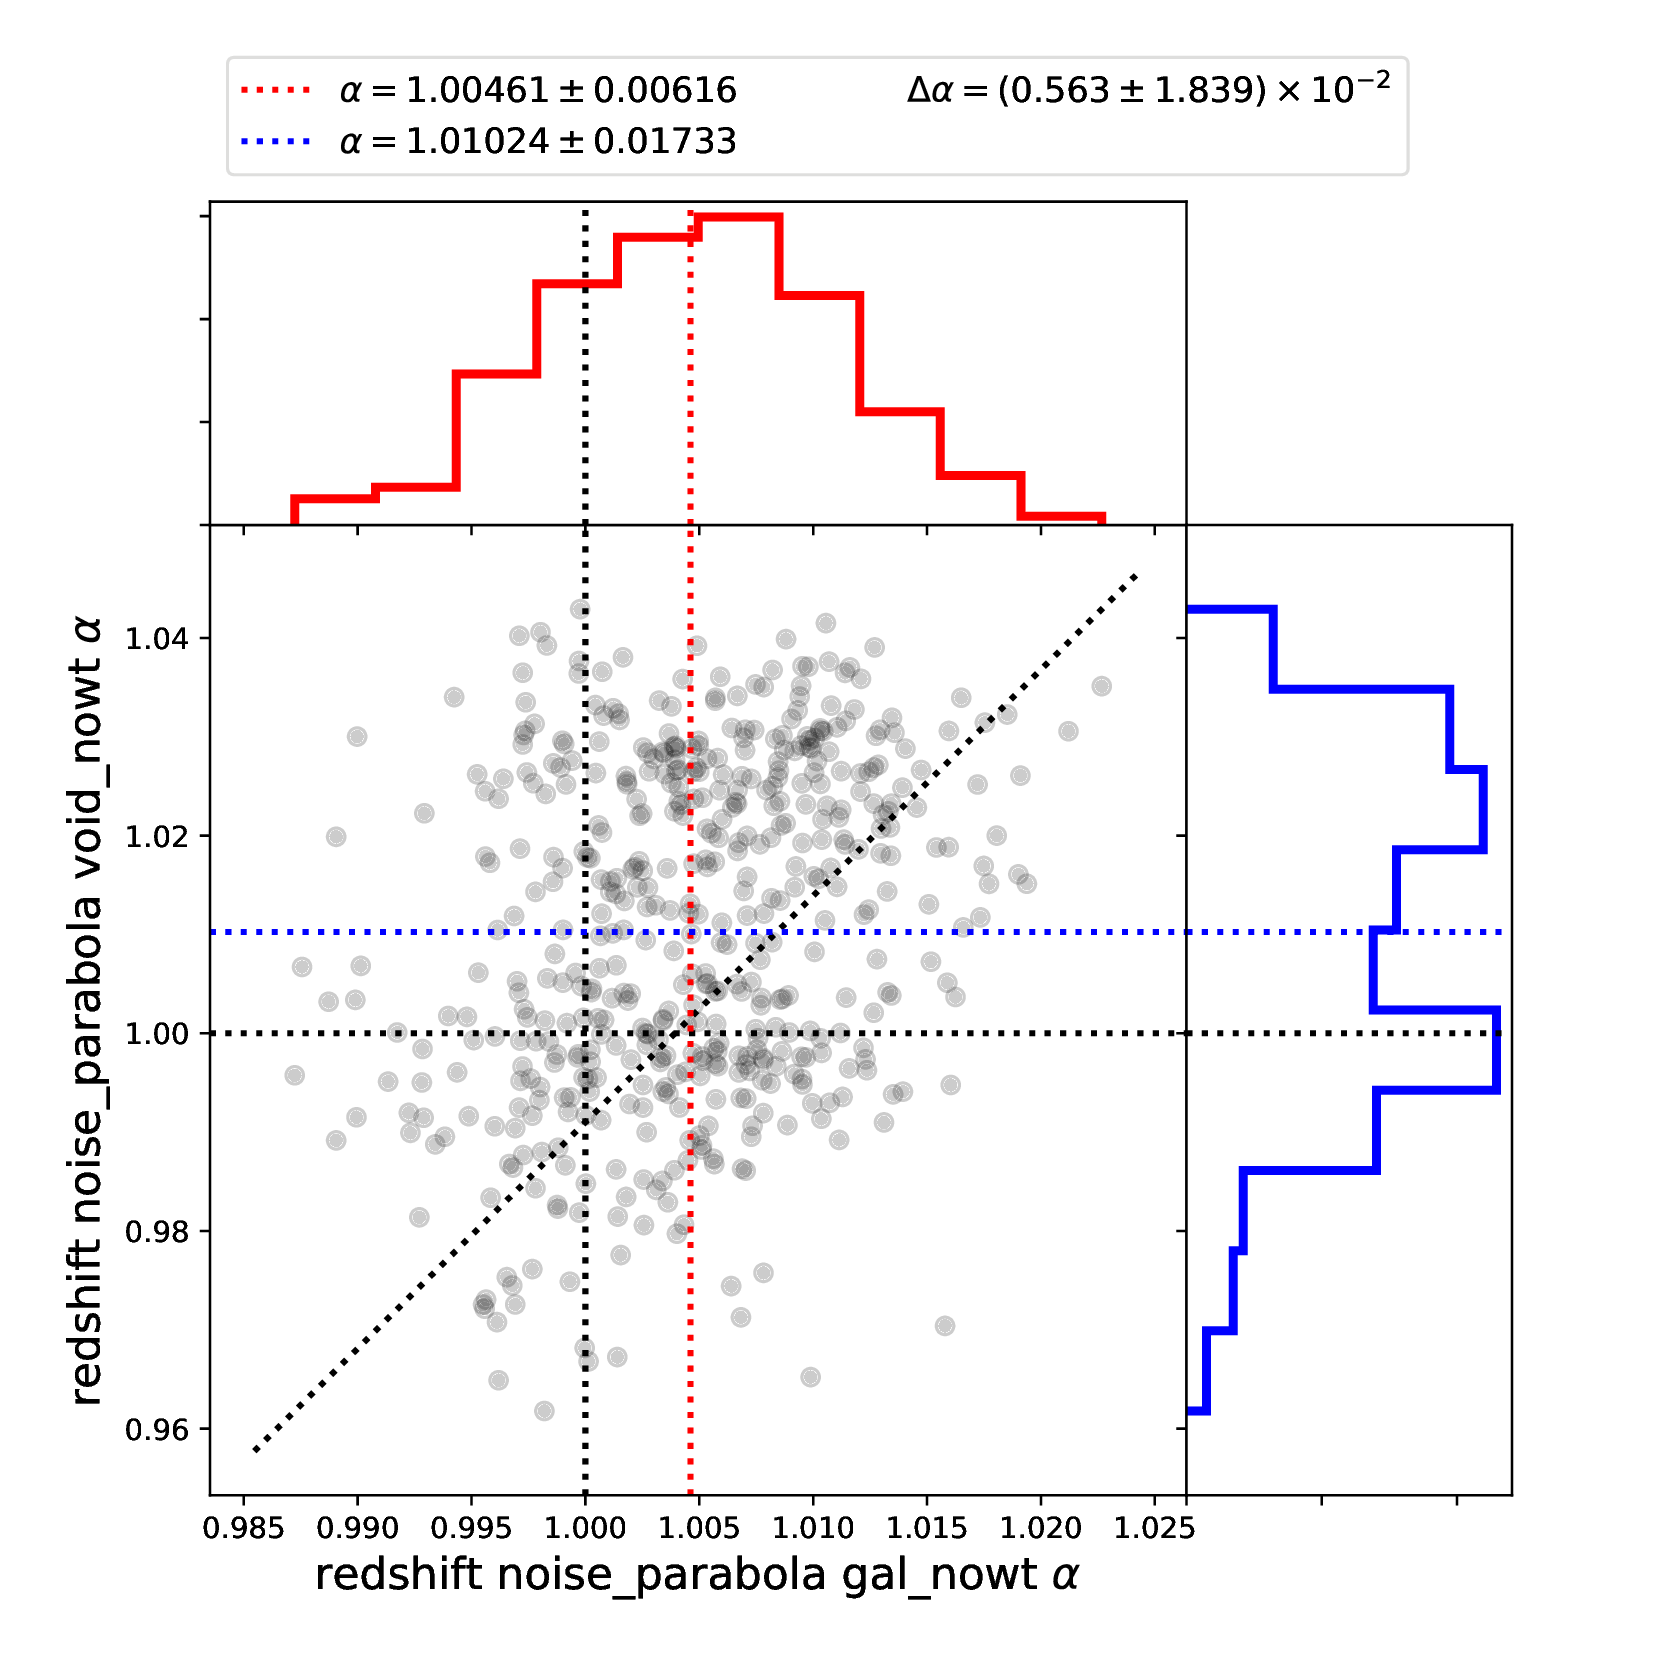 α = 1.00461 ± 0.00616
Δα = (0.563 ± 1.839) × 10⁻²
α = 1.01024 ± 0.01733
redshift noise_parabola void_nowt α
1.04
1.02
1.00
0.98
0.96
0.985 0.990 0.995 1.000 1.005 1.010 1.015 1.020 1.025
redshift noise_parabola gal_nowt α